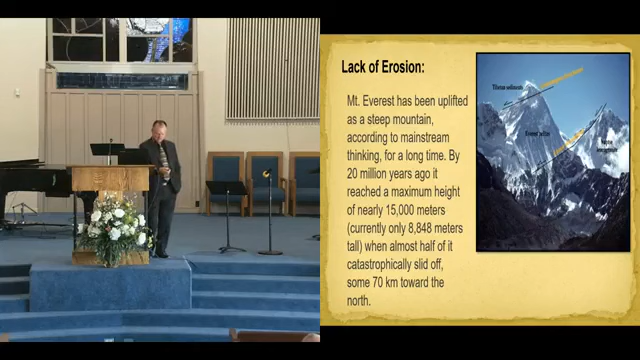 Lack of Erosion:
Mt. Everest has been uplifted
as a steep mountain,
according to mainstream
thinking, for a long time. By
20 million years ago it
reached a maximum height
of nearly 15,000 meters
(currently only 8,848 meters
tall) when almost half of it
catastrophically slid off,
some 70 km toward the
north.